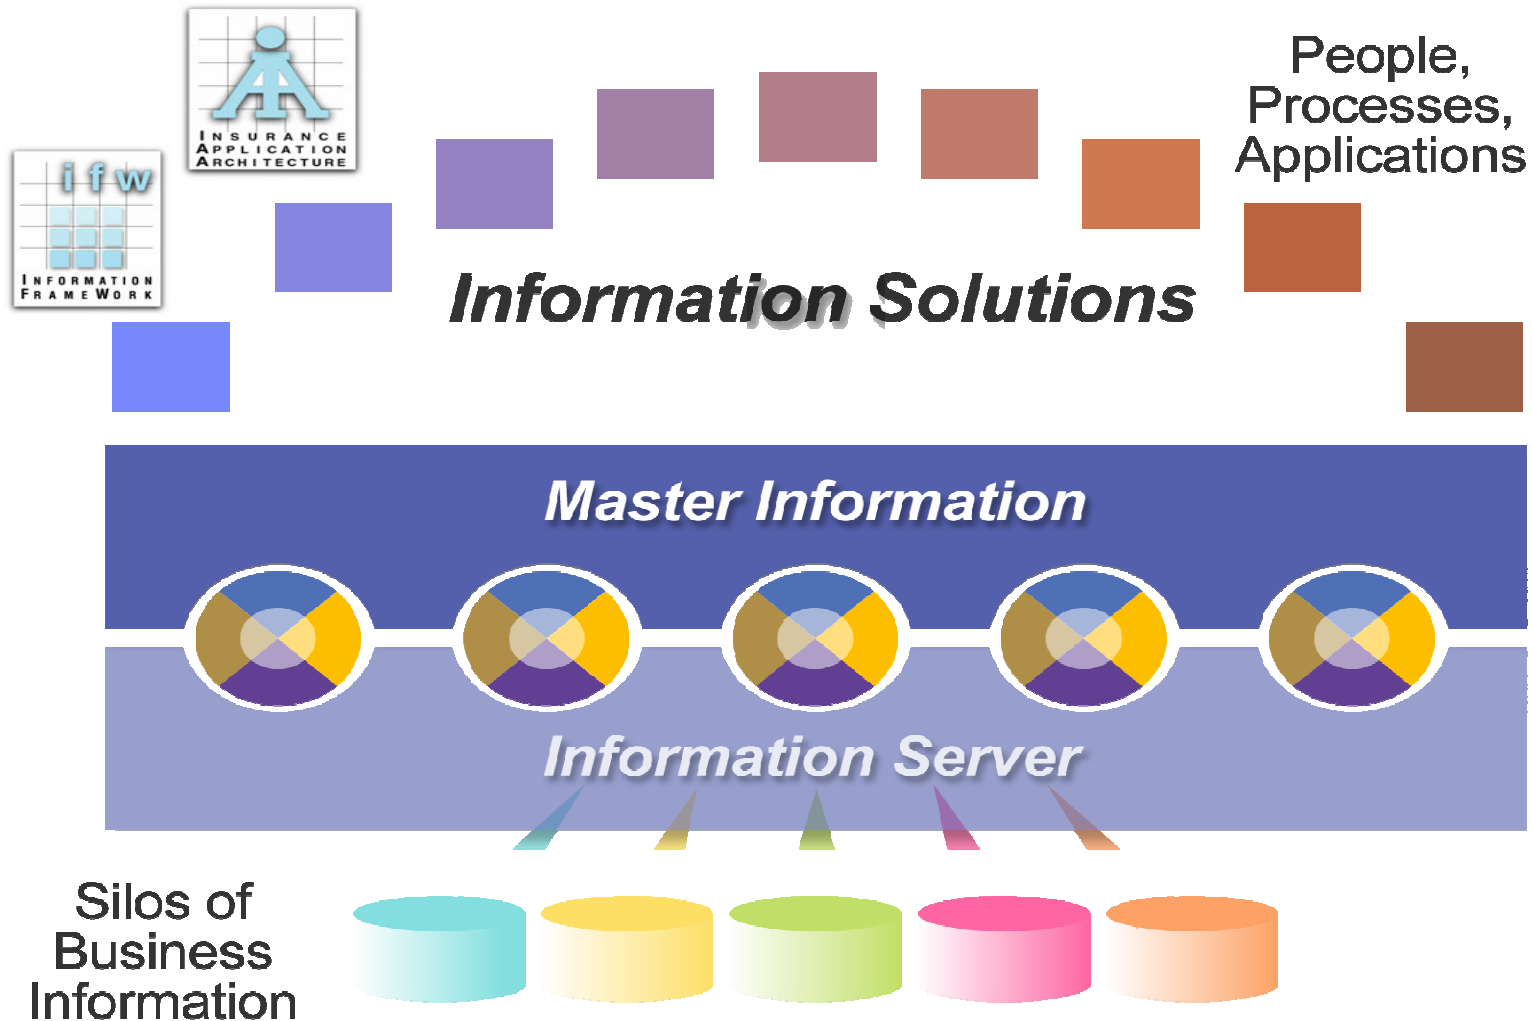 INSURANCE
APPLICATION
ARCHITECTURE
ifw
INFORMATION
FRAMEWORK
People,
Processes,
Applications
Information Solutions
Master Information
Information Server
Silos of
Business
Information